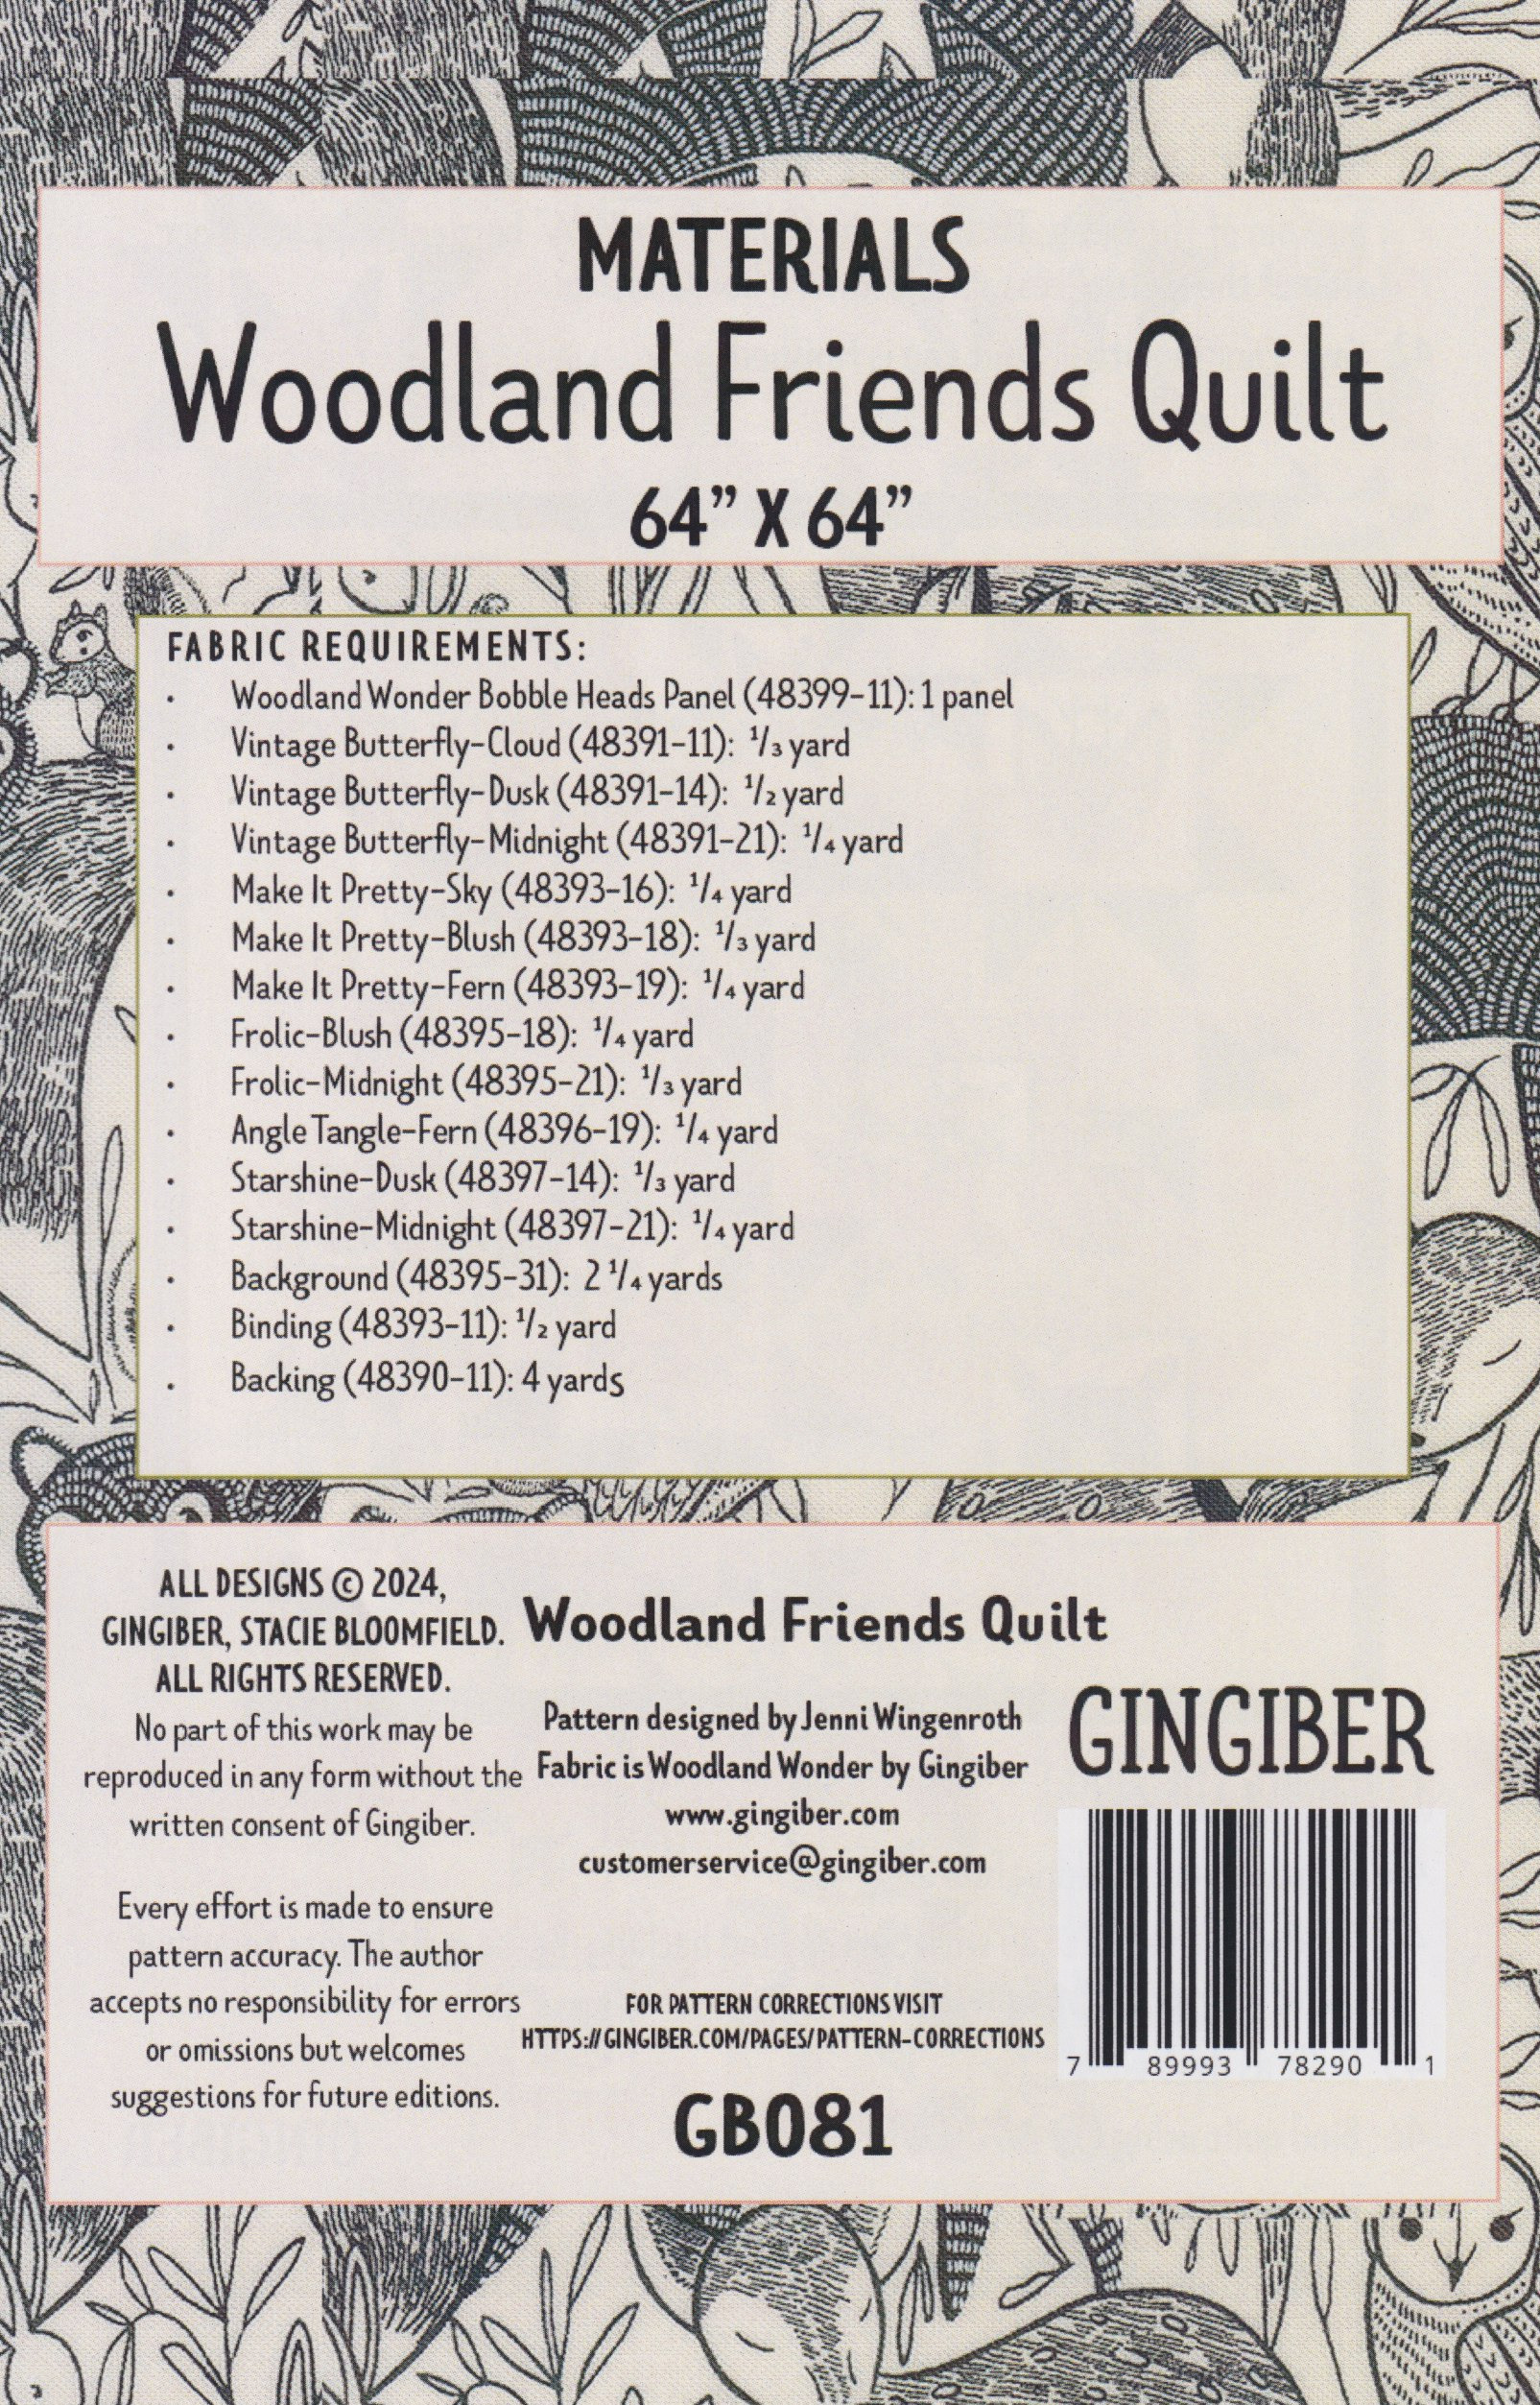 MATERIALS
Woodland Friends Quilt
64” X 64”
FABRIC REQUIREMENTS:
• Woodland Wonder Bobble Heads Panel (48399-11): 1 panel
• Vintage Butterfly-Cloud (48391-11): 1/3 yard
• Vintage Butterfly-Dusk (48391-14): 1/2 yard
• Vintage Butterfly-Midnight (48391-21): 1/4 yard
• Make It Pretty-Sky (48393-16): 1/4 yard
• Make It Pretty-Blush (48393-18): 1/3 yard
• Make It Pretty-Fern (48393-19): 1/4 yard
• Frolic-Blush (48395-18): 1/4 yard
• Frolic-Midnight (48395-21): 1/3 yard
• Angle Tangle-Fern (48396-19): 1/4 yard
• Starshine-Dusk (48397-14): 1/3 yard
• Starshine-Midnight (48397-21): 1/4 yard
• Background (48395-31): 2 1/4 yards
• Binding (48393-11): 1/2 yard
• Backing (48390-11): 4 yards
ALL DESIGNS © 2024,
GINGIBER, STACIE BLOOMFIELD.
ALL RIGHTS RESERVED.
No part of this work may be
reproduced in any form without the
written consent of Gingiber.
Every effort is made to ensure
pattern accuracy. The author
accepts no responsibility for errors
or omissions but welcomes
suggestions for future editions.
Woodland Friends Quilt
Pattern designed by Jenni Wingenroth
Fabric is Woodland Wonder by Gingiber
www.gingiber.com
customerservice@gingiber.com
FOR PATTERN CORRECTIONS VISIT
HTTPS://GINGIBER.COM/PAGES/PATTERN-CORRECTIONS
GB081
GINGIBER
7 89993 78290 1